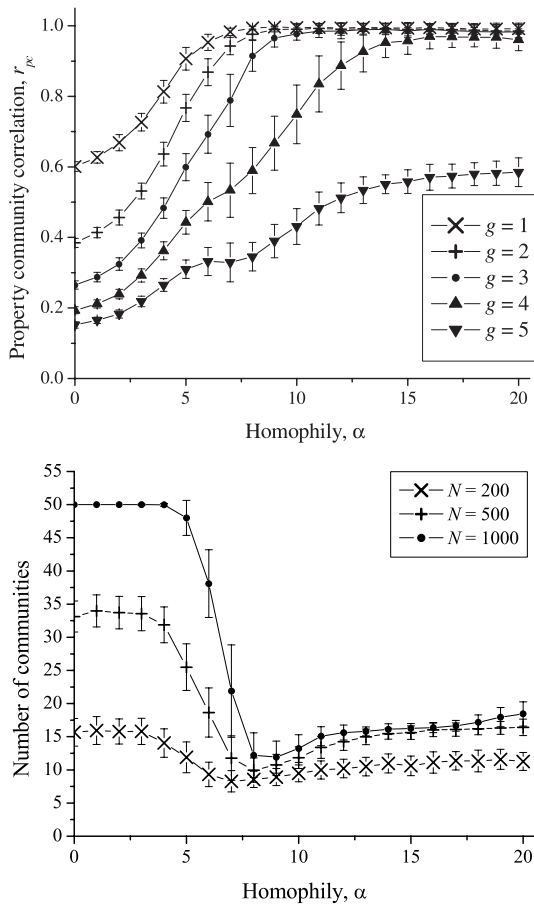 1.0
0.8
0.6
0.4
0.2
0.0
Property community correlation, rpc
0 5 10 15 20
Homophily, α
g = 1
g = 2
g = 3
g = 4
g = 5
55
50
45
40
35
30
25
20
15
10
5
0
Number of communities
0 5 10 15 20
Homophily, α
N = 200
N = 500
N = 1000